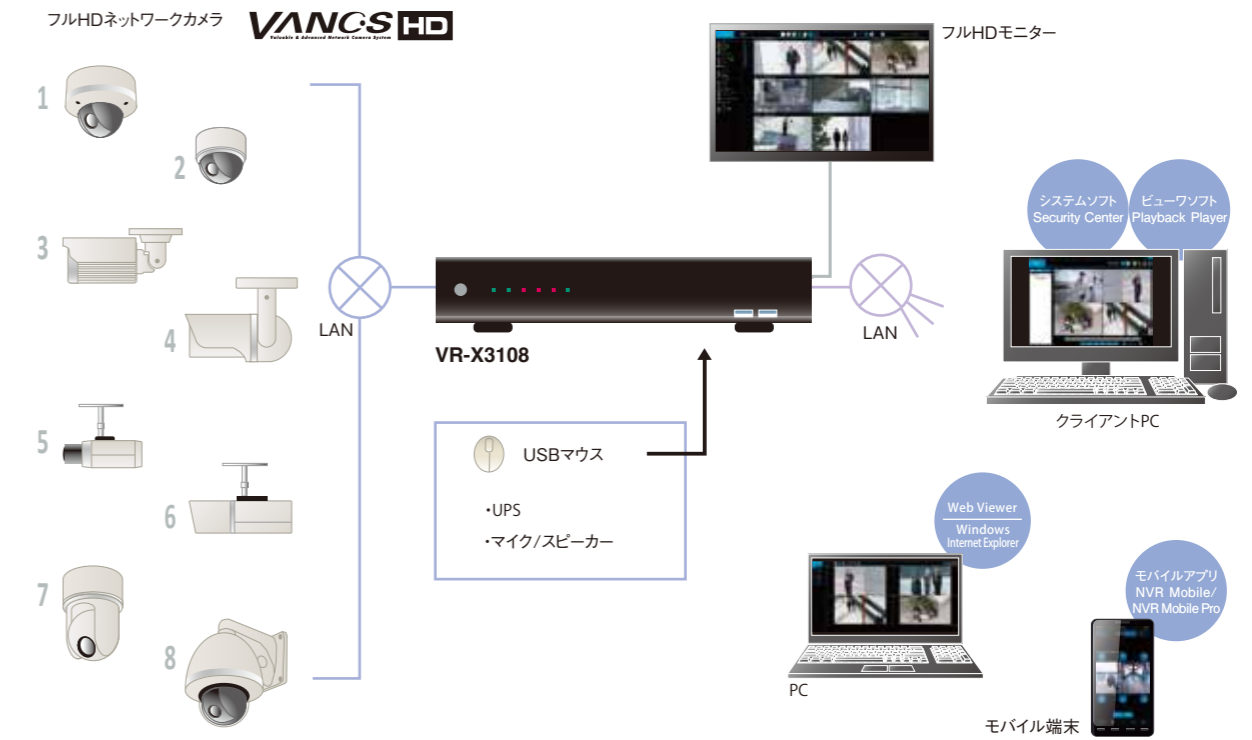 フルHDネットワークカメラ
VANCS HD
Valuable & Advanced Network Camera System
フルHDモニター
1
2
3
4
5
6
7
8
LAN
VR-X3108
LAN
システムソフト
Security Center
ビューワソフト
Playback Player
クライアントPC
USBマウス
・UPS
・マイク/スピーカー
Web Viewer
Windows
Internet Explorer
PC
モバイルアプリ
NVR Mobile/
NVR Mobile Pro
モバイル端末